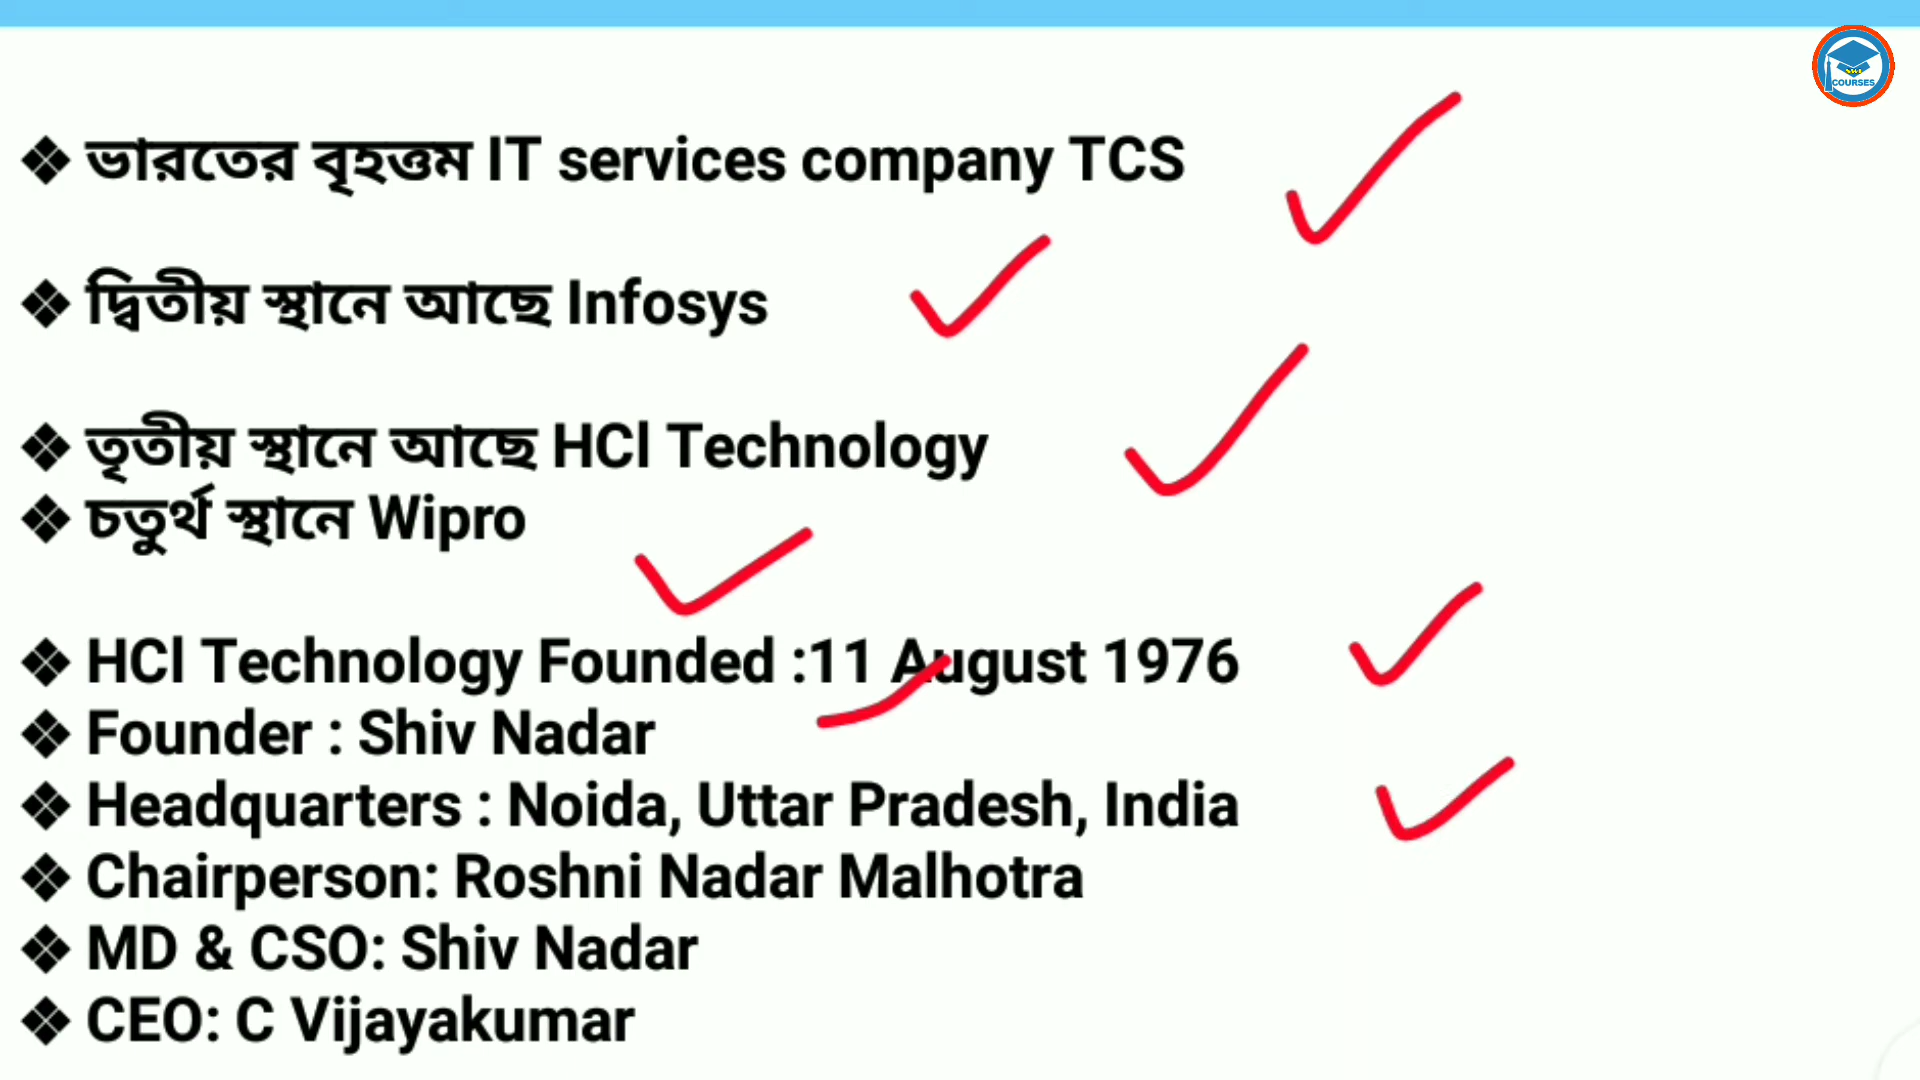 COURSES
❖ ভারতের বৃহত্তম IT services company TCS
❖ দ্বিতীয় স্থানে আছে Infosys
❖ তৃতীয় স্থানে আছে HCl Technology
❖ চতুর্থ স্থানে Wipro
❖ HCl Technology Founded :11 August 1976
❖ Founder : Shiv Nadar
❖ Headquarters : Noida, Uttar Pradesh, India
❖ Chairperson: Roshni Nadar Malhotra
❖ MD & CSO: Shiv Nadar
❖ CEO: C Vijayakumar